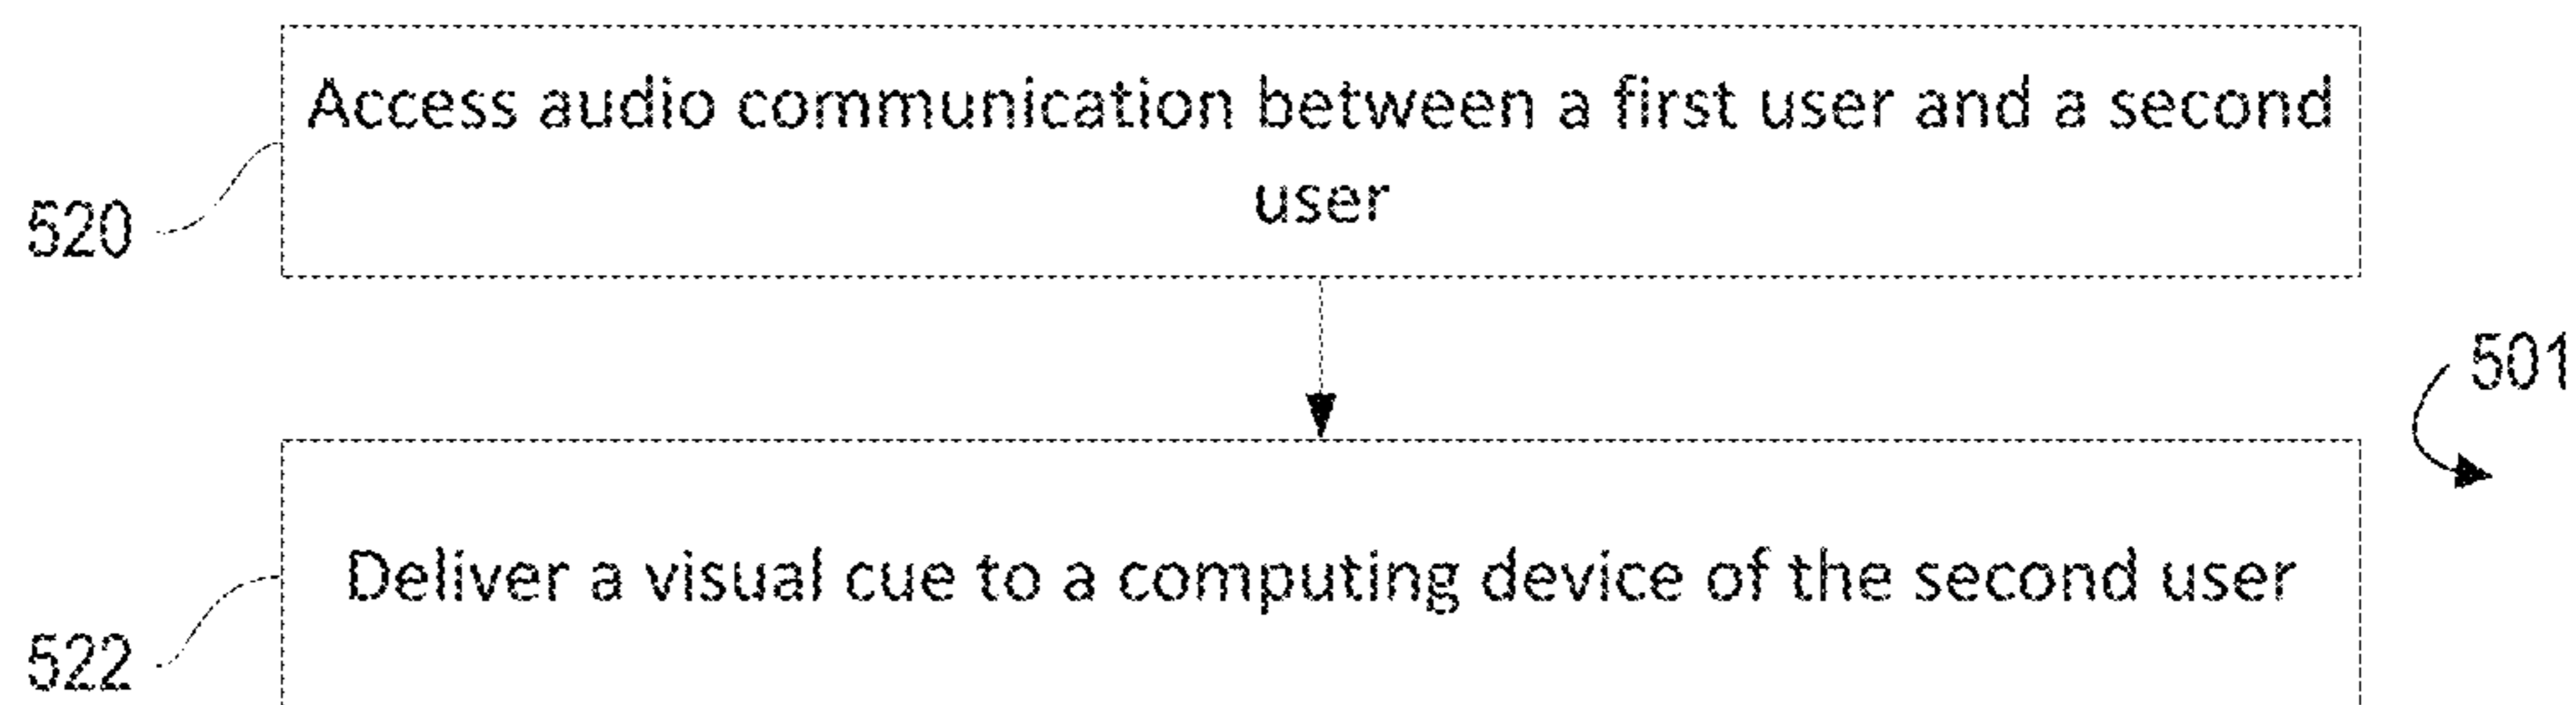 Access audio communication between a first user and a second
user
520
501
Deliver a visual cue to a computing device of the second user
522